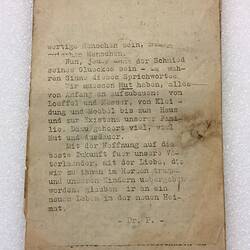 wertige Menschen sein,
Menschen.
Nun, jeder der Schmied
seines Glueckes sein - im wah-
ren Sinne dieses Sprichwortes.
Wir muessen Mut haben, alles
von Anfang an aufzubauen: von
Loeffel und Messer, von Klei-
dung und Moebel bis zum Haus
und zur Existenz unserer Fami-
lie. Dazu gehoert viel, viel
Mut und Ausdauer.
Mit der Hoffnung auf die
beste Zukunft fuer unsere
mit der Liebe, die
wir zu ihnen im Herzen tragen
und unseren Kindern uebergeben
werden, glauben wir an ein
neues Leben in der neuen Hei-
mat.
- Dr. P. -